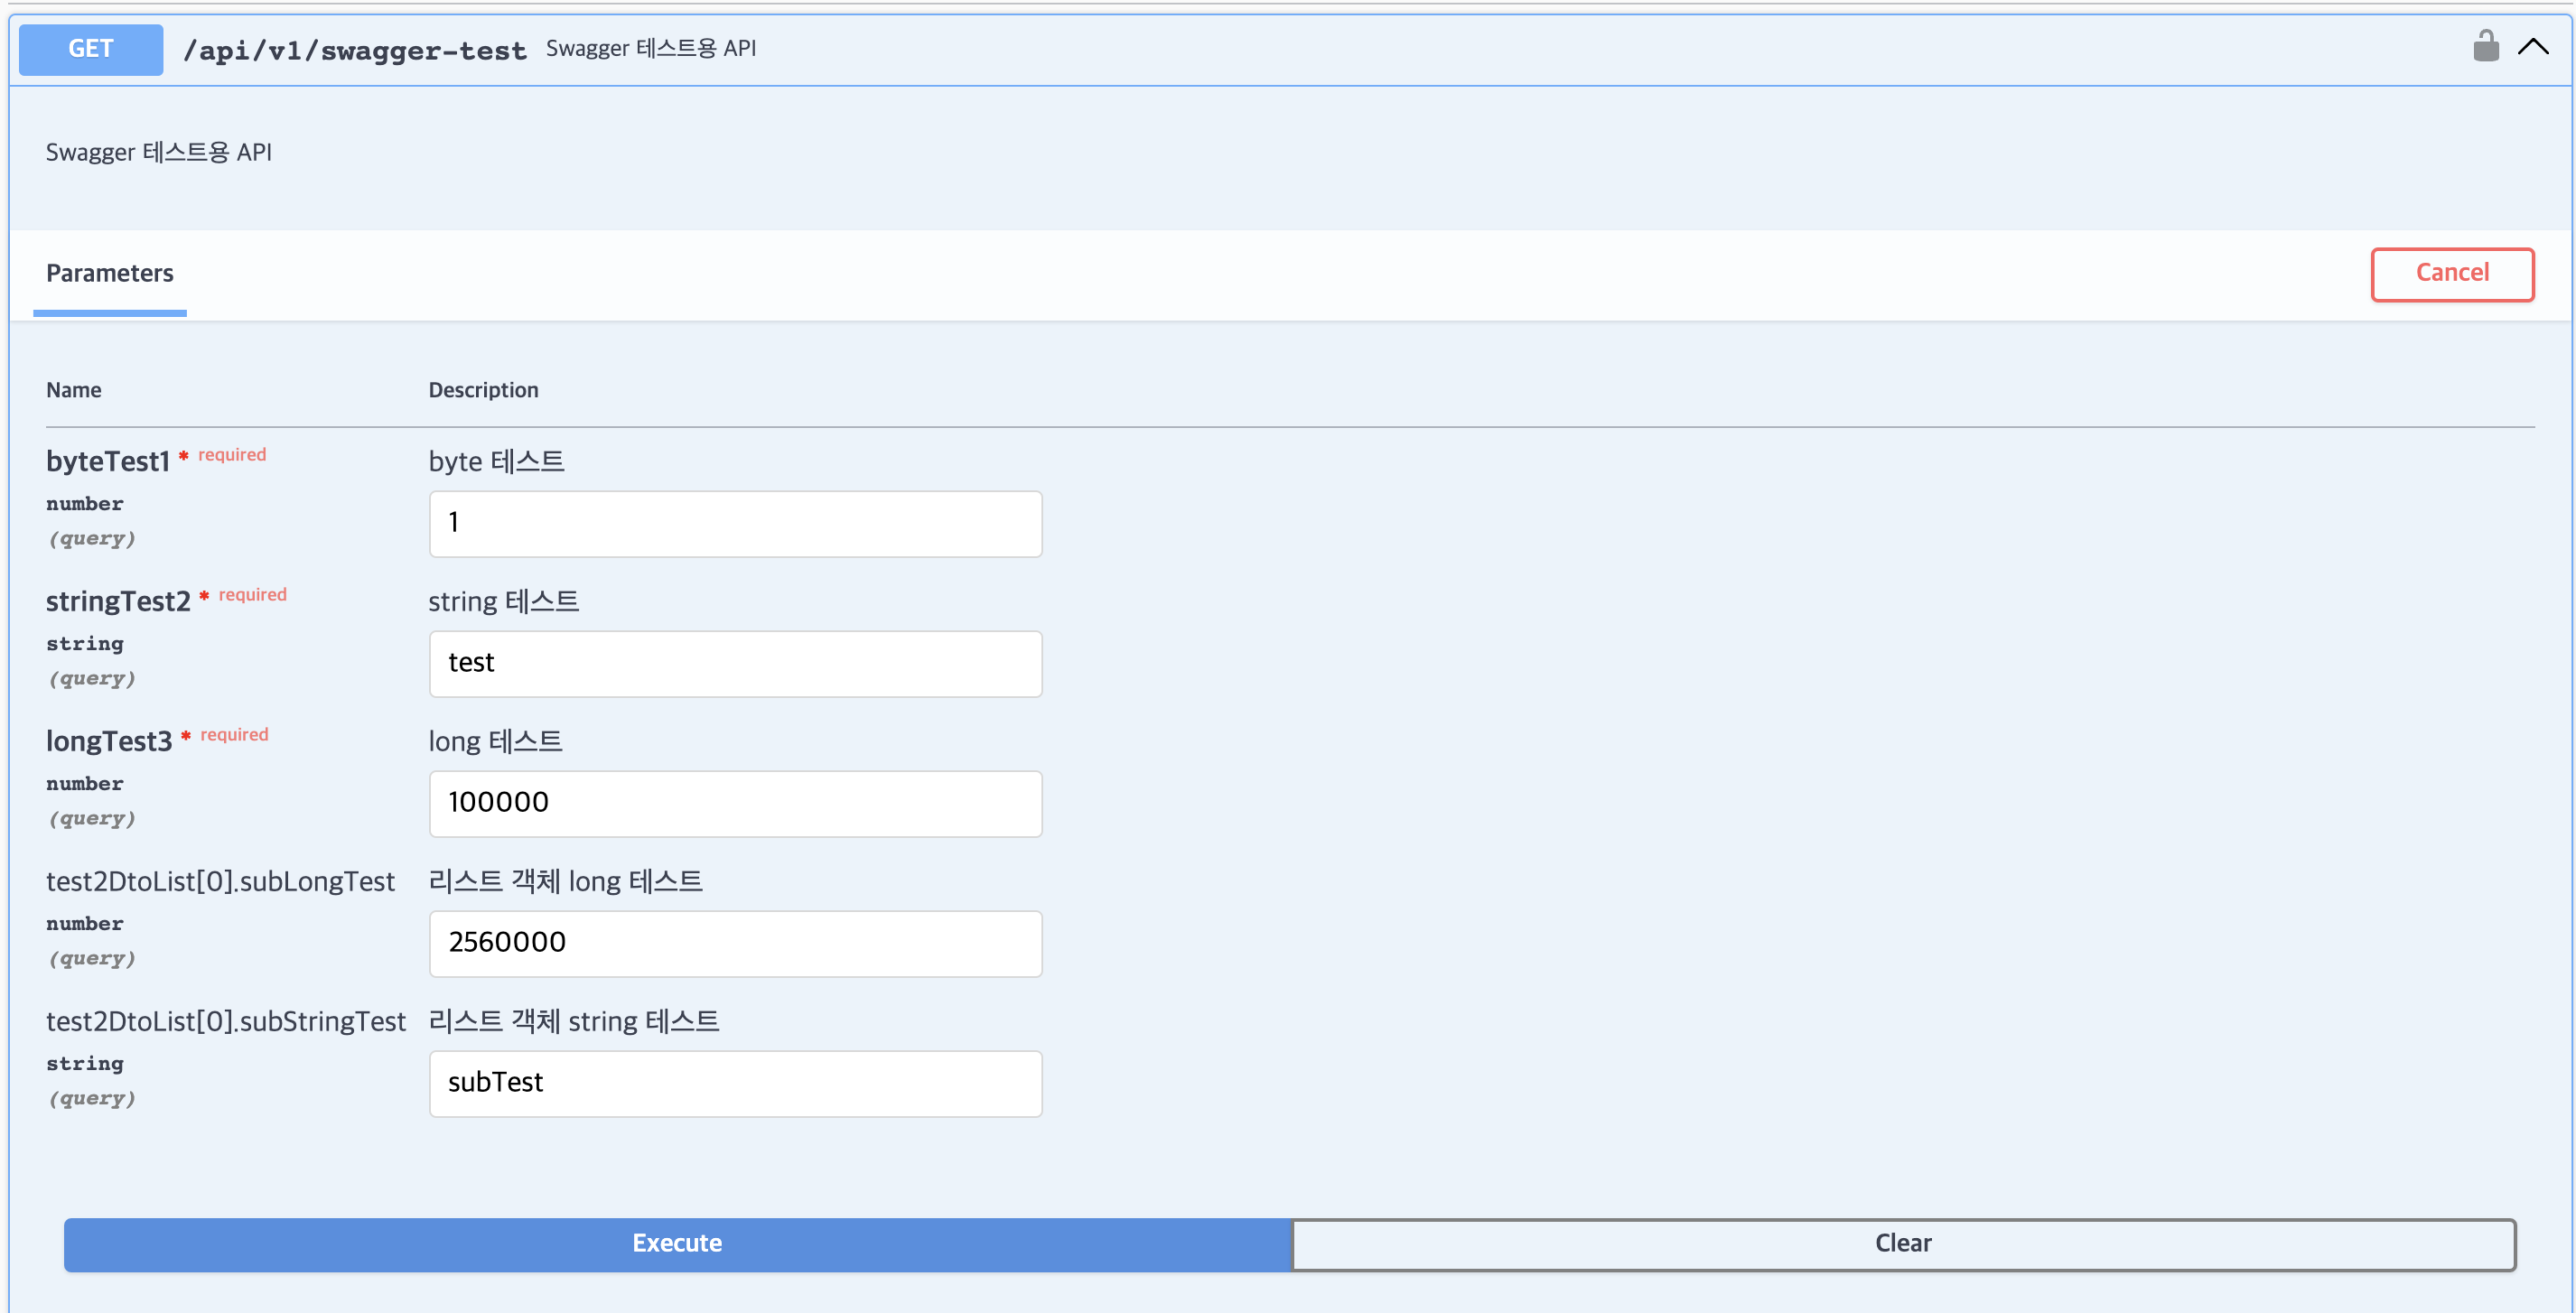 GET /api/v1/swagger-test Swagger 테스트용 API
Swagger 테스트용 API
Parameters Cancel
Name Description
byteTest1 * required byte 테스트
number 1
(query)
stringTest2 * required string 테스트
string test
(query)
longTest3 * required long 테스트
number 100000
(query)
test2DtoList[0].subLongTest 리스트 객체 long 테스트
number 2560000
(query)
test2DtoList[0].subStringTest 리스트 객체 string 테스트
string subTest
(query)
Execute Clear